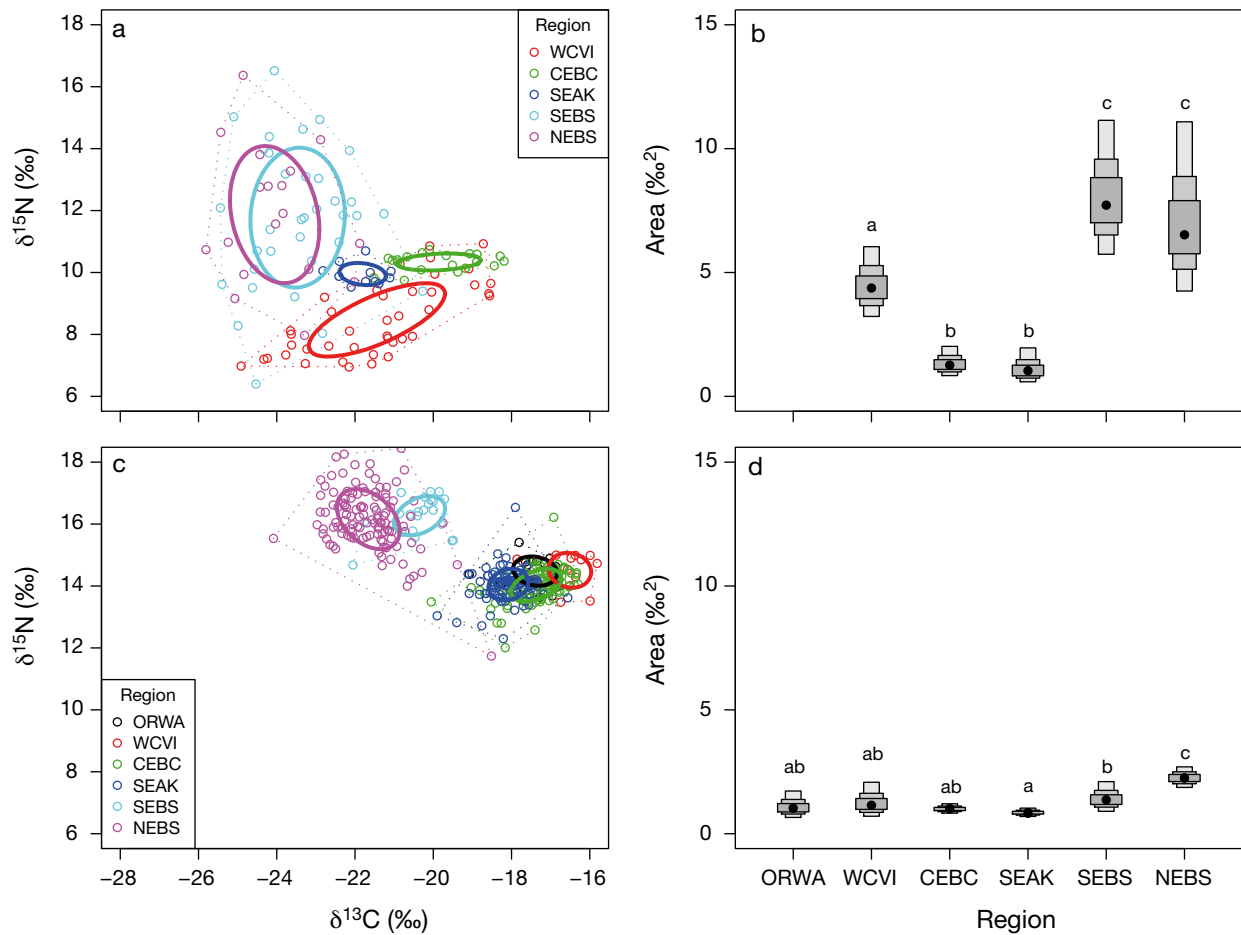 a
Region
WCVI
CEBC
SEAK
SEBS
NEBS
δ15N (‰)
18
16
14
12
10
8
6
b
Area (‰2)
15
10
5
0
a
b
b
c
c
c
δ15N (‰)
18
16
14
12
10
8
6
Region
ORWA
WCVI
CEBC
SEAK
SEBS
NEBS
−28 −26 −24 −22 −20 −18 −16
δ13C (‰)
d
Area (‰2)
15
10
5
0
ab
ab
ab
a
b
c
ORWA WCVI CEBC SEAK SEBS NEBS
Region